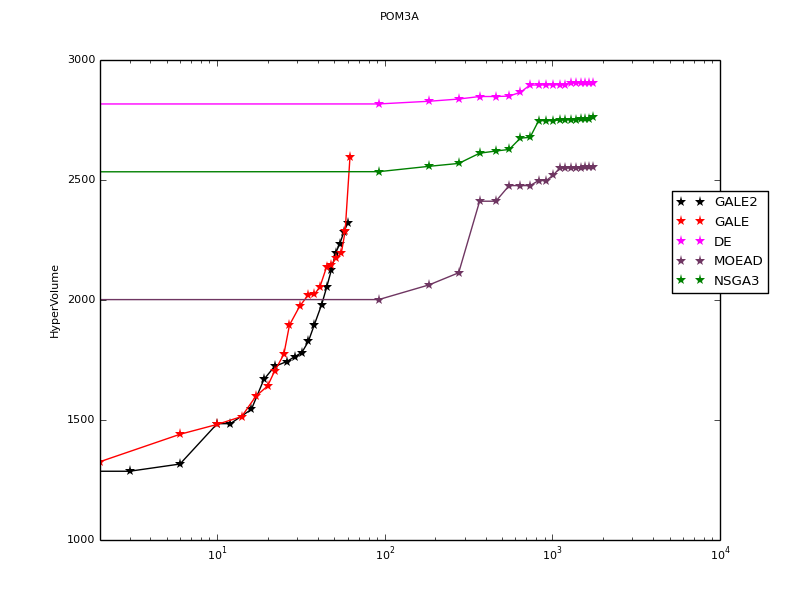 POM3A
3000
2500
2000
1500
1000
HyperVolume
10^1
10^2
10^3
10^4
GALE2
GALE
DE
MOEAD
NSGA3